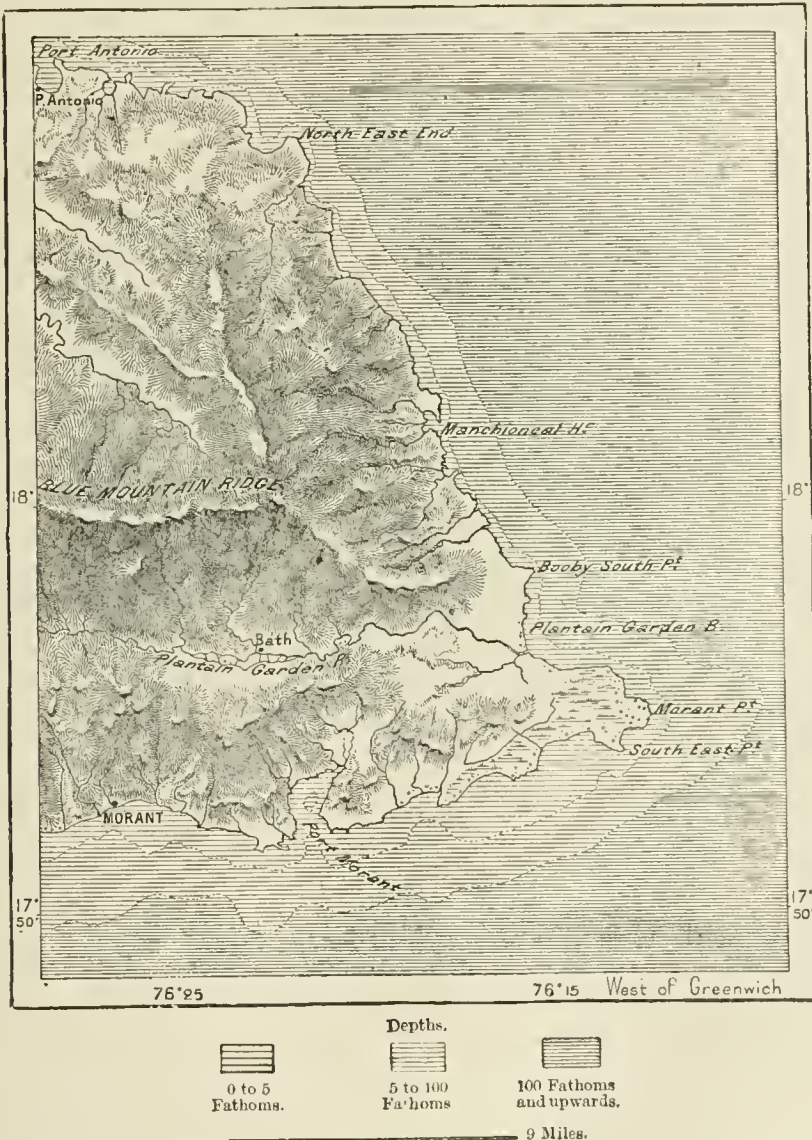 Port Antonio
P. Antonio
North-East End
Manchioneal Hr
BLUE MOUNTAIN RIDGE
18°
18°
Booby South Pt
Plantain-Garden B.
Bath
Plantain Garden R.
Morant Pt
South East Pt
MORANT
Port Morant
17°
50'
17°
50'
76°25
76°15
West of Greenwich
Depths.
0 to 5
Fathoms.
5 to 100
Fathoms
100 Fathoms
and upwards.
9 Miles.